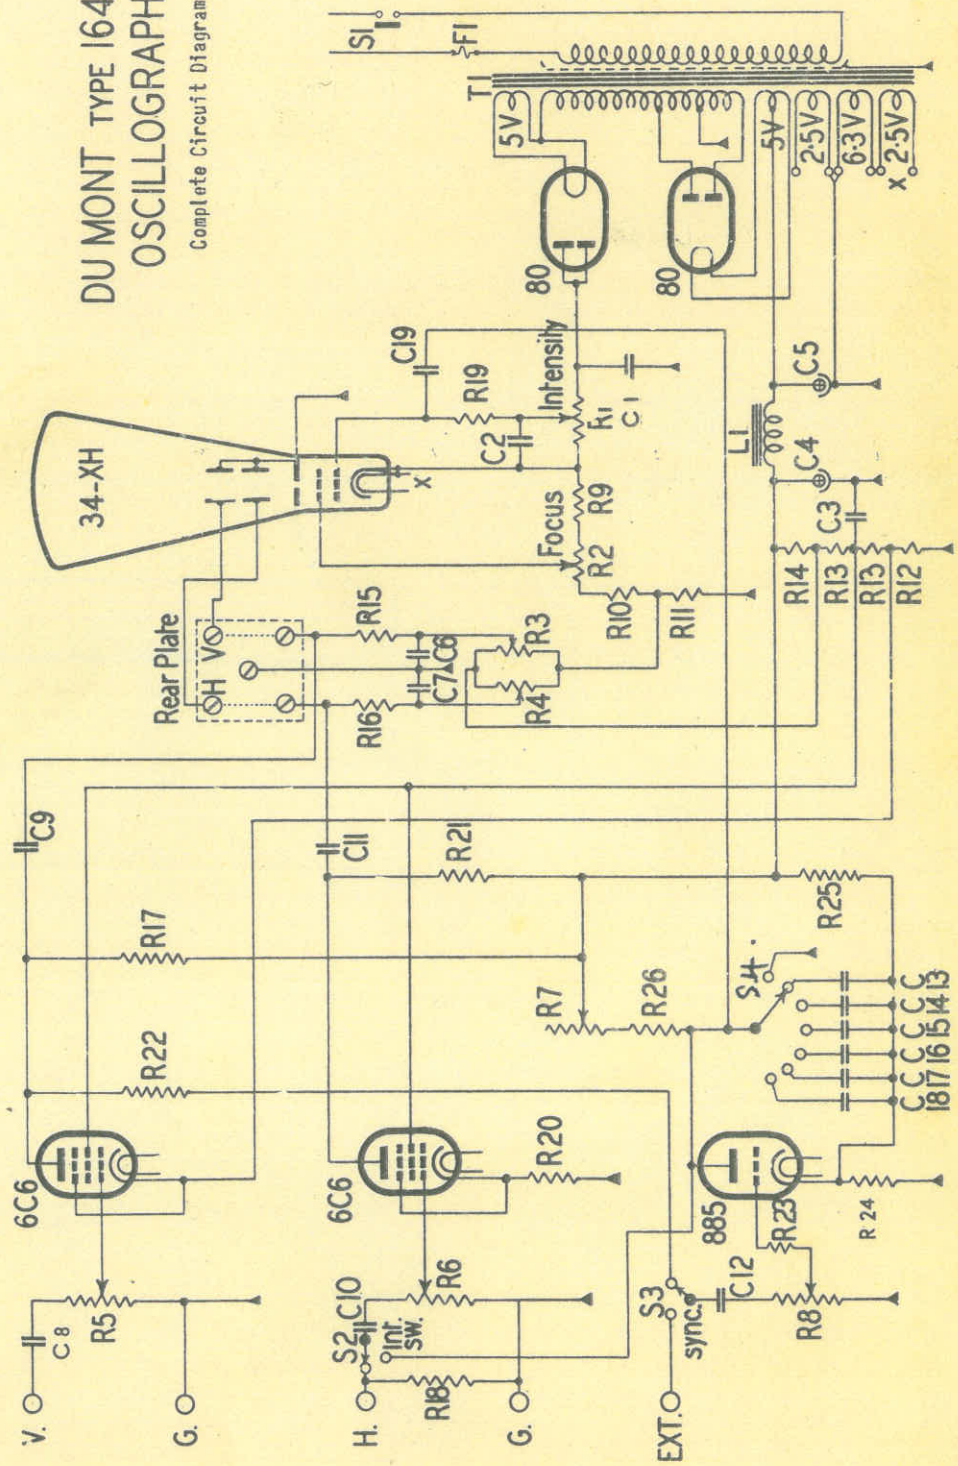 DU MONT TYPE 164
OSCILLOGRAPH
Complete Circuit Diagram
S1
F1
T1
5V
5V
2·5V
6·3V
X 2·5V
80
80
34-XH
X
C19
R19
C2
Intensity
R1
C1
Focus
R2
R9
R10
R11
L1
C5
C4
C3
R14
R13
R13
R12
Rear Plate
H
V
R15
R16
C7
C6
R3
R4
C9
C11
R21
R17
R22
R7
R26
R25
S4.
C C C C C C
18 17 16 15 14 13
6C6
6C6
885
R20
R23
R 24
V.
G.
C8
R5
H.
G.
S2
C10
Int.
sw.
R6
R18
EXT.
S3
sync.
C12
R8